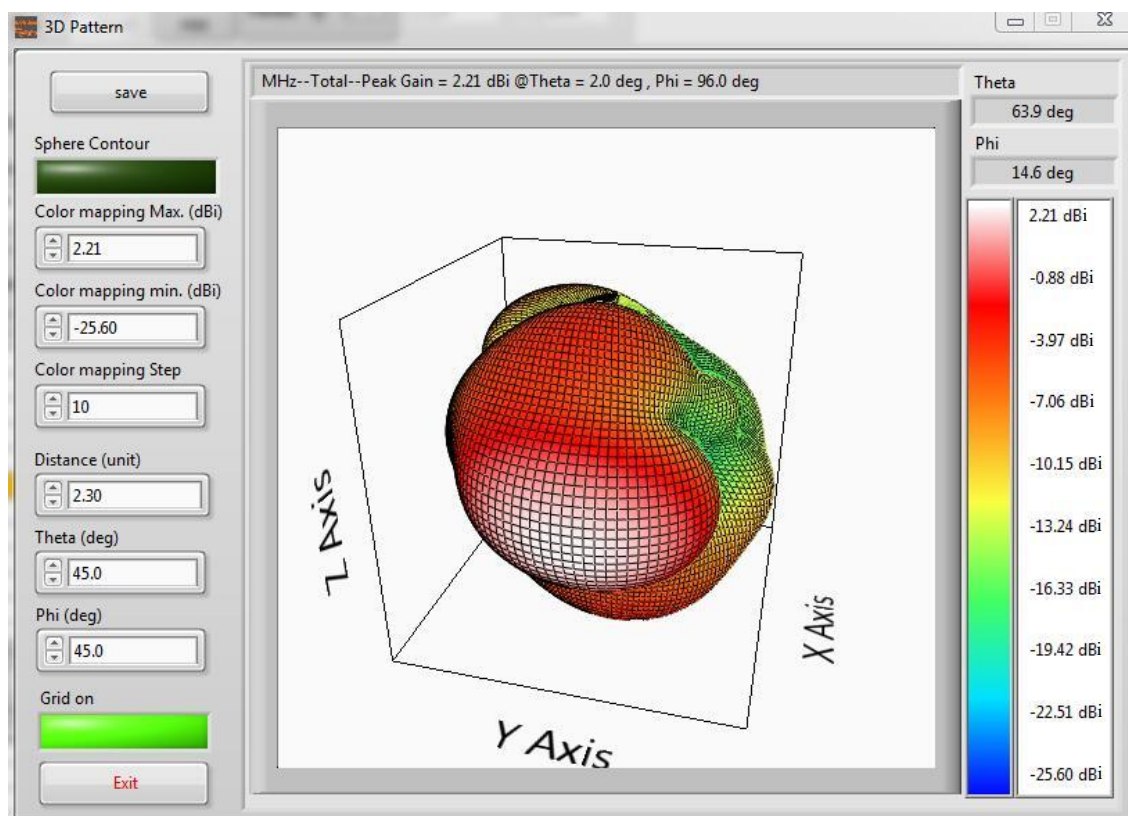 3D Pattern
save
MHz--Total--Peak Gain = 2.21 dBi @Theta = 2.0 deg , Phi = 96.0 deg
Theta
63.9 deg
Phi
14.6 deg
Sphere Contour
Color mapping Max. (dBi)
2.21
Color mapping min. (dBi)
-25.60
Color mapping Step
10
Distance (unit)
2.30
Theta (deg)
45.0
Phi (deg)
45.0
Grid on
Exit
Z Axis
Y Axis
X Axis
2.21 dBi
-0.88 dBi
-3.97 dBi
-7.06 dBi
-10.15 dBi
-13.24 dBi
-16.33 dBi
-19.42 dBi
-22.51 dBi
-25.60 dBi